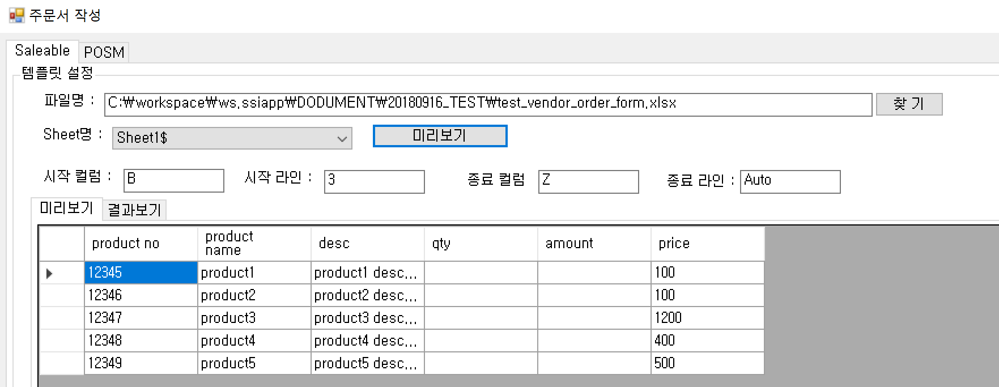 주문서 작성
Saleable POSM
템플릿 설정
파일명 : C:₩workspace₩ws.ssiapp₩DODUMENT₩20180916_TEST₩test_vendor_order_form.xlsx 찾 기
Sheet명 : Sheet1$ 미리보기
시작 컬럼 : B 시작 라인 : 3 종료 컬럼 Z 종료 라인 : Auto
미리보기 결과보기
product no product name desc qty amount price
12345 product1 product1 desc... 100
12346 product2 product2 desc... 100
12347 product3 product3 desc... 1200
12348 product4 product4 desc... 400
12349 product5 product5 desc... 500